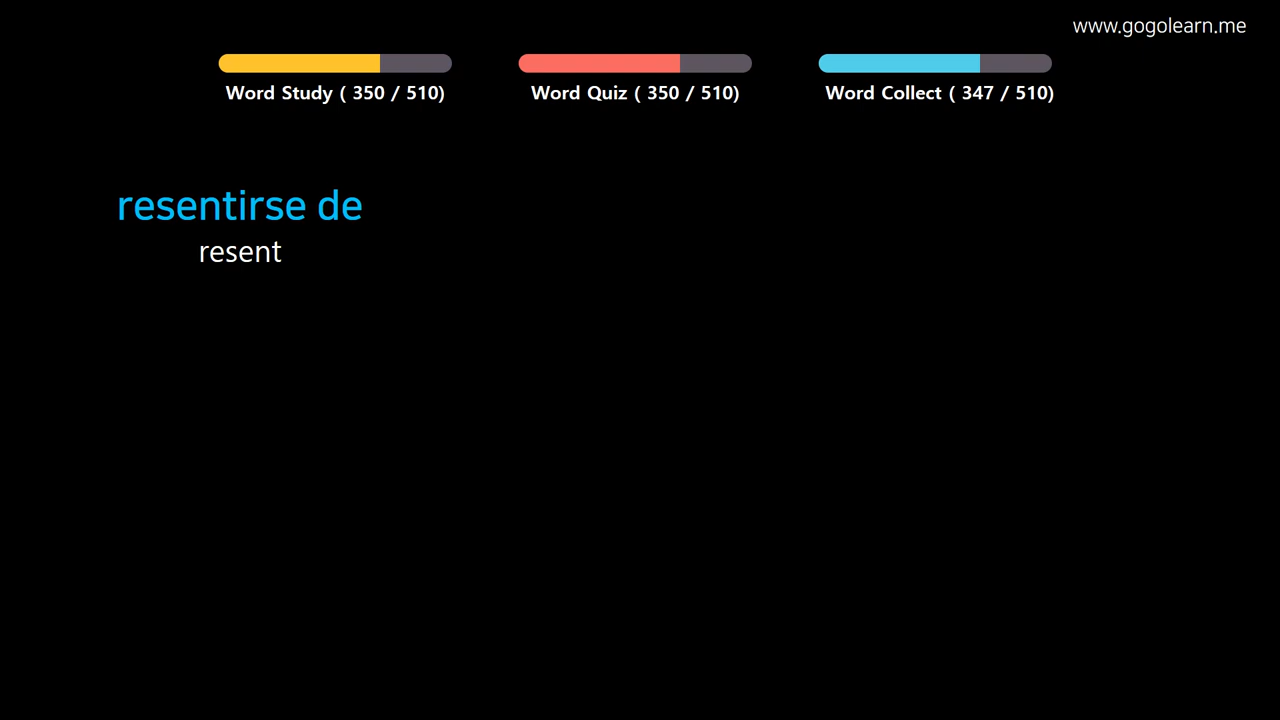 www.gogolearn.me
Word Study ( 350 / 510)
Word Quiz ( 350 / 510)
Word Collect ( 347 / 510)
resentirse de
resent